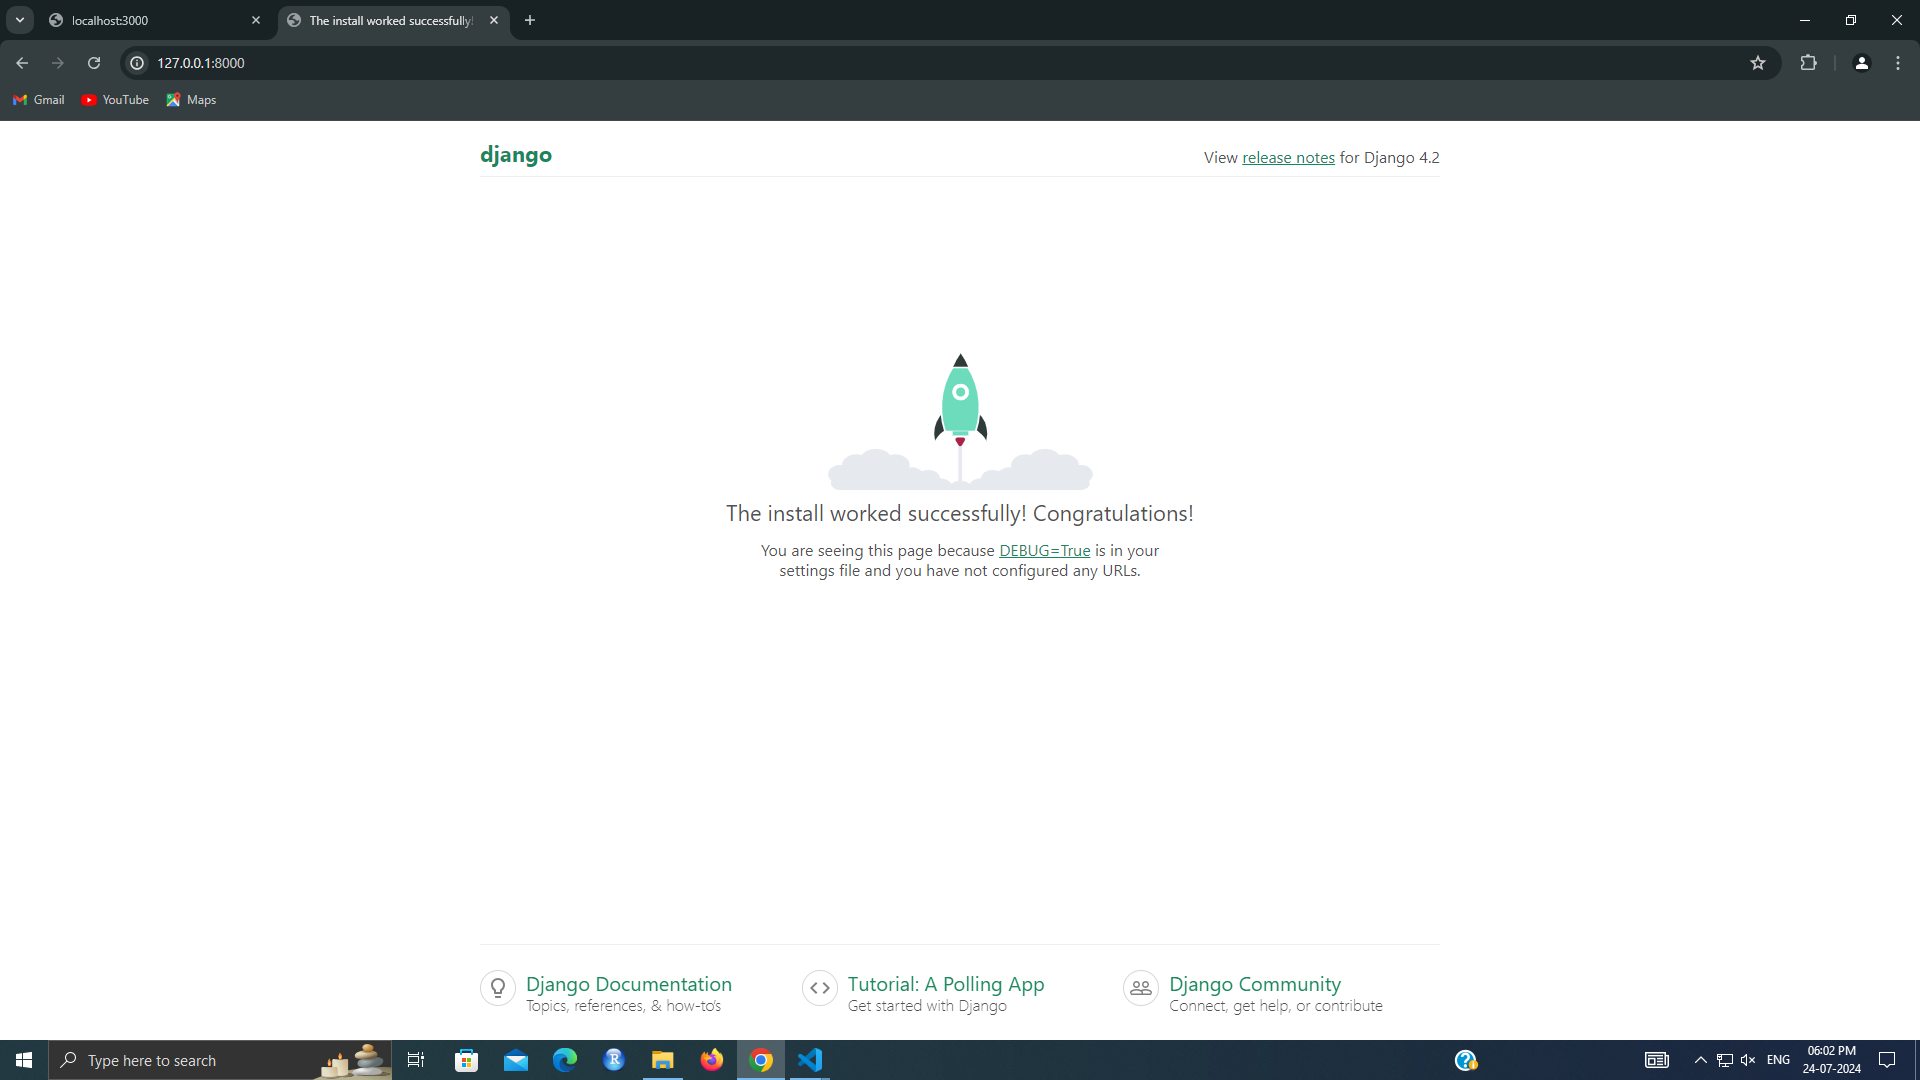 localhost:3000
The install worked successfully!
127.0.0.1:8000
Gmail
YouTube
Maps
django
View release notes for Django 4.2
The install worked successfully! Congratulations!
You are seeing this page because DEBUG=True is in your
settings file and you have not configured any URLs.
Django Documentation
Topics, references, & how-to's
Tutorial: A Polling App
Get started with Django
Django Community
Connect, get help, or contribute
Type here to search
ENG
06:02 PM
24-07-2024